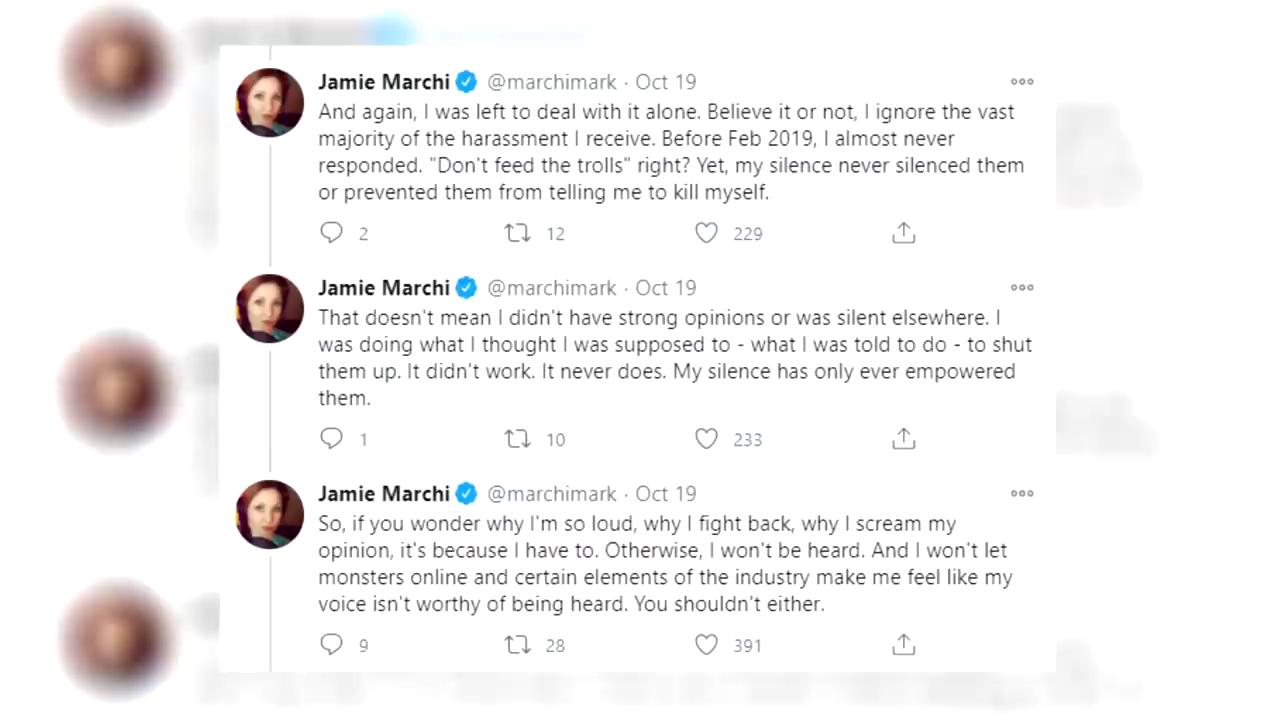 Jamie Marchi @marchimark · Oct 19
And again, I was left to deal with it alone. Believe it or not, I ignore the vast
majority of the harassment I receive. Before Feb 2019, I almost never
responded. "Don't feed the trolls" right? Yet, my silence never silenced them
or prevented them from telling me to kill myself.
2 12 229
Jamie Marchi @marchimark · Oct 19
That doesn't mean I didn't have strong opinions or was silent elsewhere. I
was doing what I thought I was supposed to - what I was told to do - to shut
them up. It didn't work. It never does. My silence has only ever empowered
them.
1 10 233
Jamie Marchi @marchimark · Oct 19
So, if you wonder why I'm so loud, why I fight back, why I scream my
opinion, it's because I have to. Otherwise, I won't be heard. And I won't let
monsters online and certain elements of the industry make me feel like my
voice isn't worthy of being heard. You shouldn't either.
9 28 391